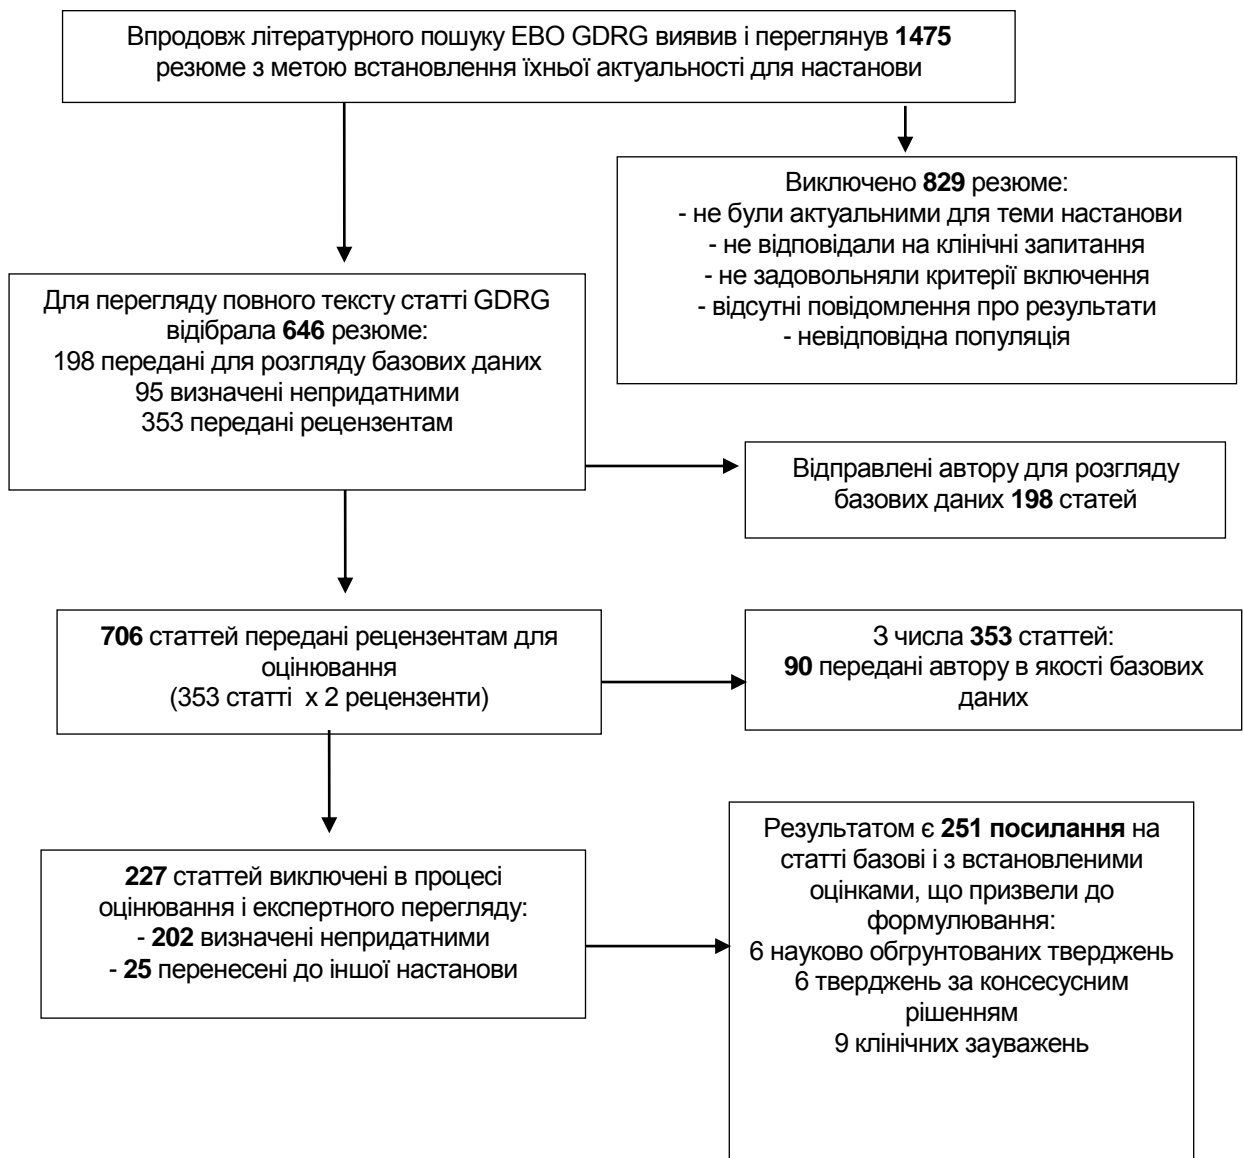 Впродовж літературного пошуку EBO GDRG виявив і переглянув 1475
резюме з метою встановлення їхньої актуальності для настанови
Виключено 829 резюме:
- не були актуальними для теми настанови
- не відповідали на клінічні запитання
- не задовольняли критерії включення
- відсутні повідомлення про результати
- невідповідна популяція
Для перегляду повного тексту статті GDRG
відібрала 646 резюме:
198 передані для розгляду базових даних
95 визначені непридатними
353 передані рецензентам
Відправлені автору для розгляду
базових даних 198 статей
706 статтей передані рецензентам для
оцінювання
(353 статті х 2 рецензенти)
З числа 353 статтей:
90 передані автору в якості базових
даних
227 статтей виключені в процесі
оцінювання і експертного перегляду:
- 202 визначені непридатними
- 25 перенесені до іншої настанови
Результатом є 251 посилання на
статті базові і з встановленими
оцінками, що призвели до
формулювання:
6 науково обгрунтованих тверджень
6 тверджень за консесусним
рішенням
9 клінічних зауважень